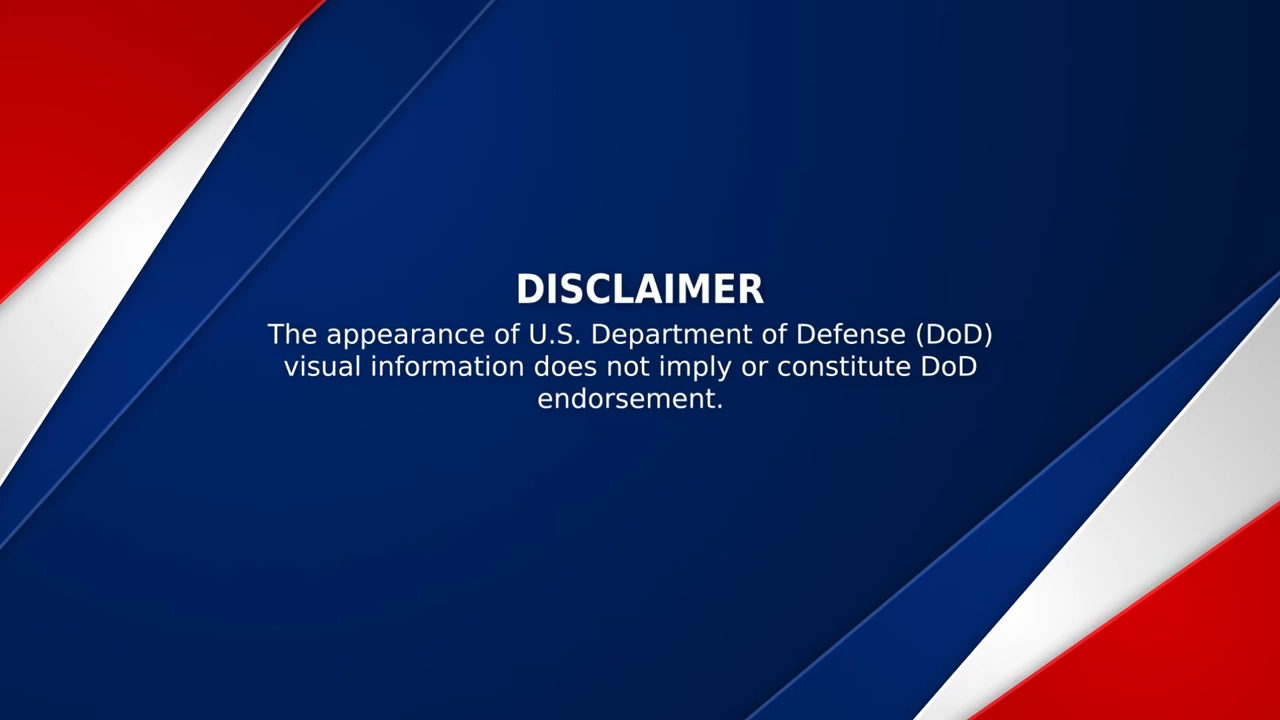 DISCLAIMER
The appearance of U.S. Department of Defense (DoD)
visual information does not imply or constitute DoD
endorsement.